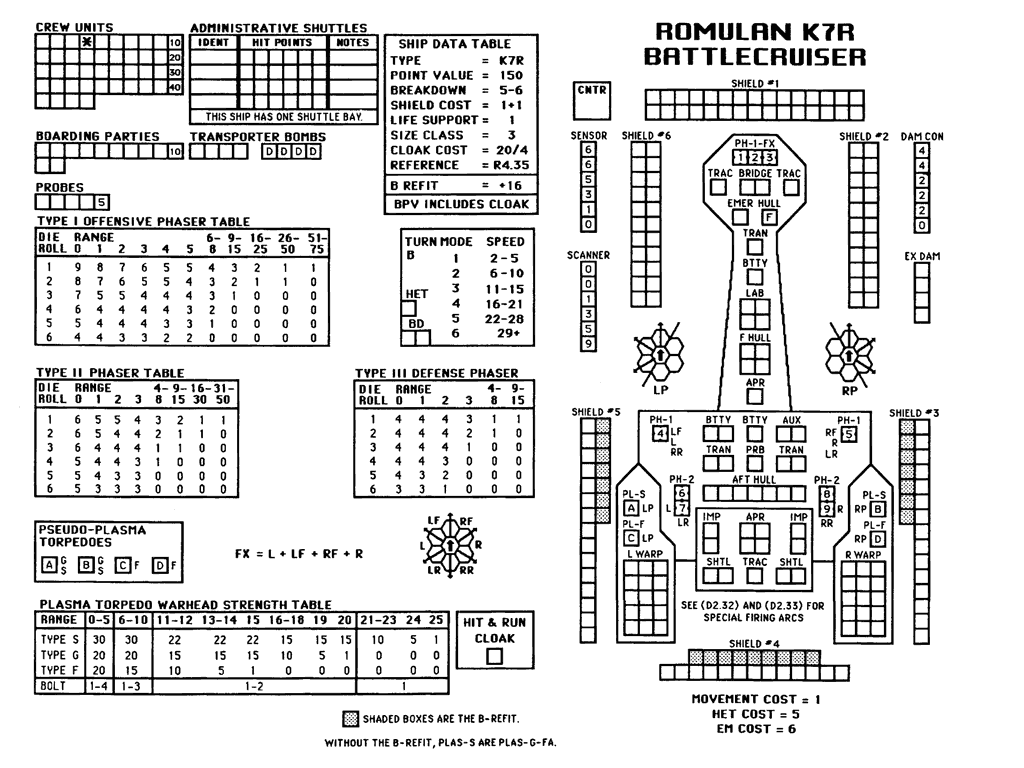 ROMULAN K7R
BATTLECRUISER
CREW UNITS
10
20
30
40
ADMINISTRATIVE SHUTTLES
IDENT HIT POINTS NOTES
THIS SHIP HAS ONE SHUTTLE BAY.
BOARDING PARTIES
10
TRANSPORTER BOMBS
D D D D
PROBES
5
SHIP DATA TABLE
TYPE = K7R
POINT VALUE = 150
BREAKDOWN = 5-6
SHIELD COST = 1+1
LIFE SUPPORT = 1
SIZE CLASS = 3
CLOAK COST = 20/4
REFERENCE = R4.35
B REFIT = +16
BPV INCLUDES CLOAK
TYPE I OFFENSIVE PHASER TABLE
DIE RANGE 6- 9- 16- 26- 51-
ROLL 0 1 2 3 4 5 8 15 25 50 75
1 9 8 7 6 5 5 4 3 2 1 1
2 8 7 6 5 5 4 3 2 1 1 0
3 7 5 5 4 4 4 3 1 0 0 0
4 6 4 4 4 4 3 2 0 0 0 0
5 5 4 4 4 3 3 1 0 0 0 0
6 4 4 3 3 2 2 0 0 0 0 0
TURN MODE SPEED
B 1 2-5
2 6-10
HET 3 11-15
4 16-21
BD 5 22-28
6 29+
TYPE II PHASER TABLE
DIE RANGE 4- 9- 16- 31-
ROLL 0 1 2 3 8 15 30 50
1 6 5 5 4 3 2 1 1
2 6 5 4 4 2 1 1 0
3 6 4 4 4 1 1 0 0
4 5 4 4 3 1 0 0 0
5 5 4 3 3 0 0 0 0
6 5 3 3 3 0 0 0 0
TYPE III DEFENSE PHASER
DIE RANGE 4- 9-
ROLL 0 1 2 3 8 15
1 4 4 4 3 1 1
2 4 4 4 2 1 0
3 4 4 4 1 0 0
4 4 4 3 0 0 0
5 4 3 2 0 0 0
6 3 3 1 0 0 0
PSEUDO-PLASMA
TORPEDOES
A G S B G S C F D F
FX = L + LF + RF + R
LF RF
L R
LR RR
PLASMA TORPEDO WARHEAD STRENGTH TABLE
RANGE 0-5 6-10 11-12 13-14 15 16-18 19 20 21-23 24 25
TYPE S 30 30 22 22 22 15 15 15 10 5 1
TYPE G 20 20 15 15 15 10 5 1 0 0 0
TYPE F 20 15 10 5 1 0 0 0 0 0 0
BOLT 1-4 1-3 1-2 1
HIT & RUN
CLOAK
SHADED BOXES ARE THE B-REFIT.
WITHOUT THE B-REFIT, PLAS-S ARE PLAS-G-FA.
CNTR
SHIELD #1
SENSOR
6
6
5
3
1
0
SHIELD #6
SHIELD #2
DAM CON
4
4
2
2
2
0
SCANNER
0
0
1
3
5
9
EX DAM
PH-1-FX
1 2 3
TRAC BRIDGE TRAC
EMER HULL
F
TRAN
BTTY
LAB
F HULL
APR
LP
RP
SHIELD #5
SHIELD #3
PH-1
4 LF
L
RR
BTTY BTTY AUX
PH-1
RF 5
R
LR
TRAN PRB TRAN
AFT HULL
PH-2
6
L 7
LR
PH-2
8
9 R
RR
PL-S
A LP
PL-F
C LP
PL-S
RP B
PL-F
RP D
IMP APR IMP
L WARP
R WARP
SHTL TRAC SHTL
SEE (D2.32) AND (D2.33) FOR
SPECIAL FIRING ARCS
SHIELD #4
MOVEMENT COST = 1
HET COST = 5
EM COST = 6